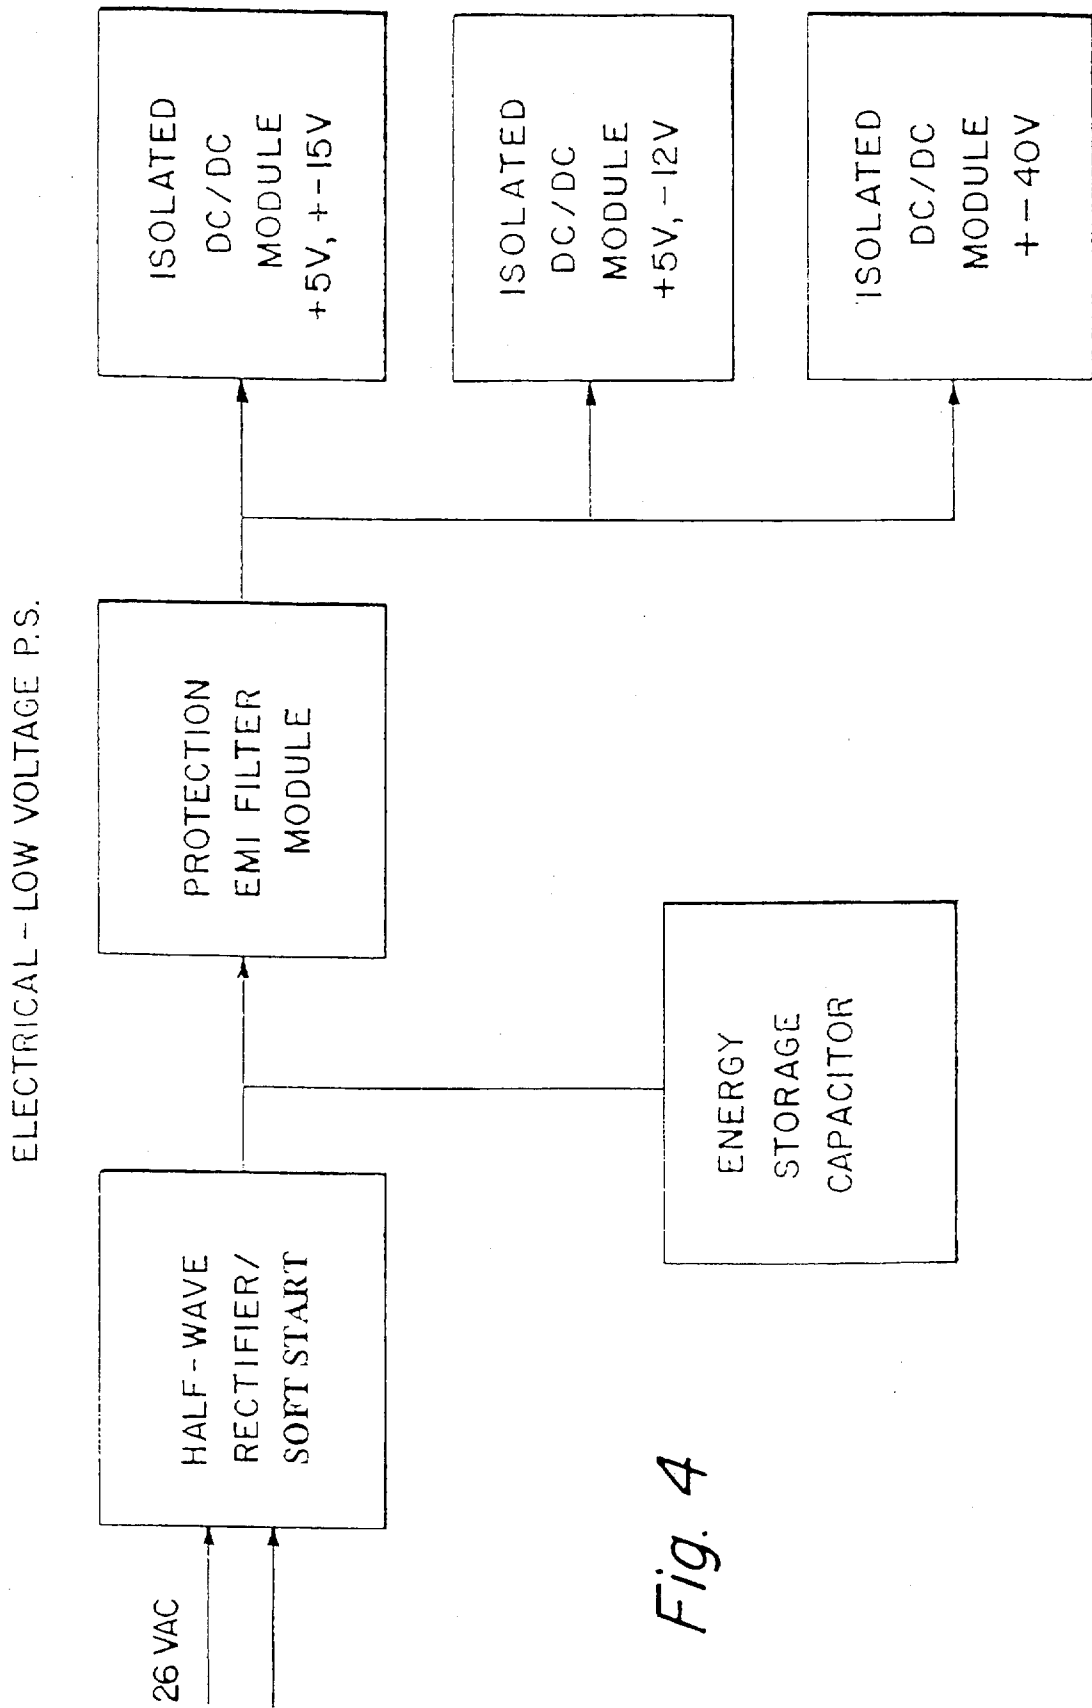 ELECTRICAL-LOW VOLTAGE P.S.
26 VAC
HALF-WAVE
RECTIFIER/
SOFT START
PROTECTION
EMI FILTER
MODULE
ISOLATED
DC/DC
MODULE
+5V, +-15V
ENERGY
STORAGE
CAPACITOR
ISOLATED
DC/DC
MODULE
+5V, -12V
ISOLATED
DC/DC
MODULE
+-40V
Fig. 4